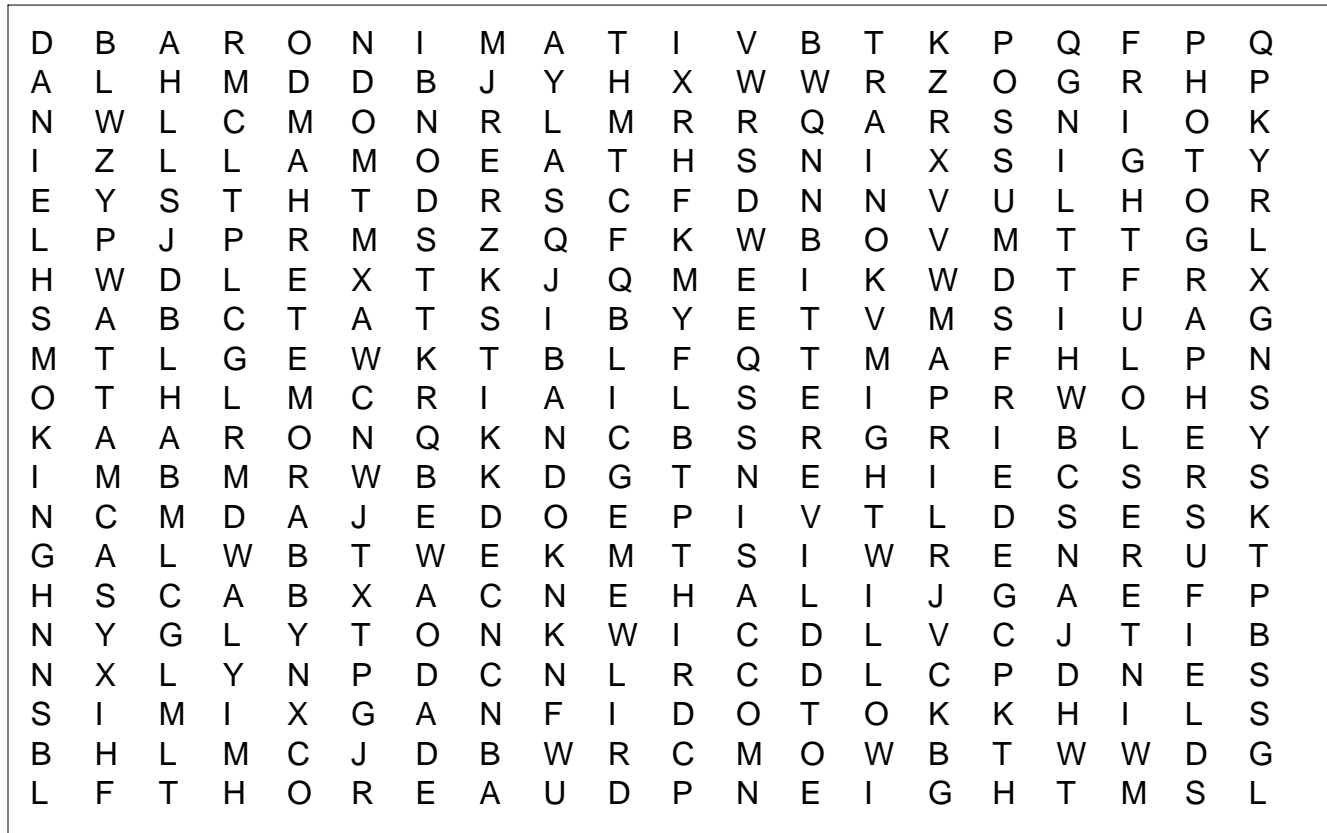 D B A R O N I M A T I V B T K P Q F P Q
A L H M D D B J Y H X W W R Z O G R H P
N W L C M O N R L M R R Q A R S N I O K
I Z L L A M O E A T H S N I X S I G T Y
E Y S T H T D R S C F D N N V U L H O R
L P J P R M S Z Q F K W B O V M T T G L
H W D L E X T K J Q M E I K W D T F R X
S A B C T A T S I B Y E T V M S I U A G
M T L G E W K T B L F Q T M A F H L P N
O T H L M C R I A I L S E I P R W O H S
K A A R O N Q K N C B S R G R I B L E Y
I M B M R W B K D G T N E H I E C S R S
N C M D A J E D O E P I V T L D S E S K
G A L W B T W E K M T S I W R E N R U T
H S C A B X A C N E H A L I J G A E F P
N Y G L Y T O N K W I C D L V C J T I B
N X L Y N P D C N L R C D L C P D N E S
S I M I X G A N F I D O T O K K H I L S
B H L M C J D B W R C M O W B T W W D G
L F T H O R E A U D P N E I G H T M S L